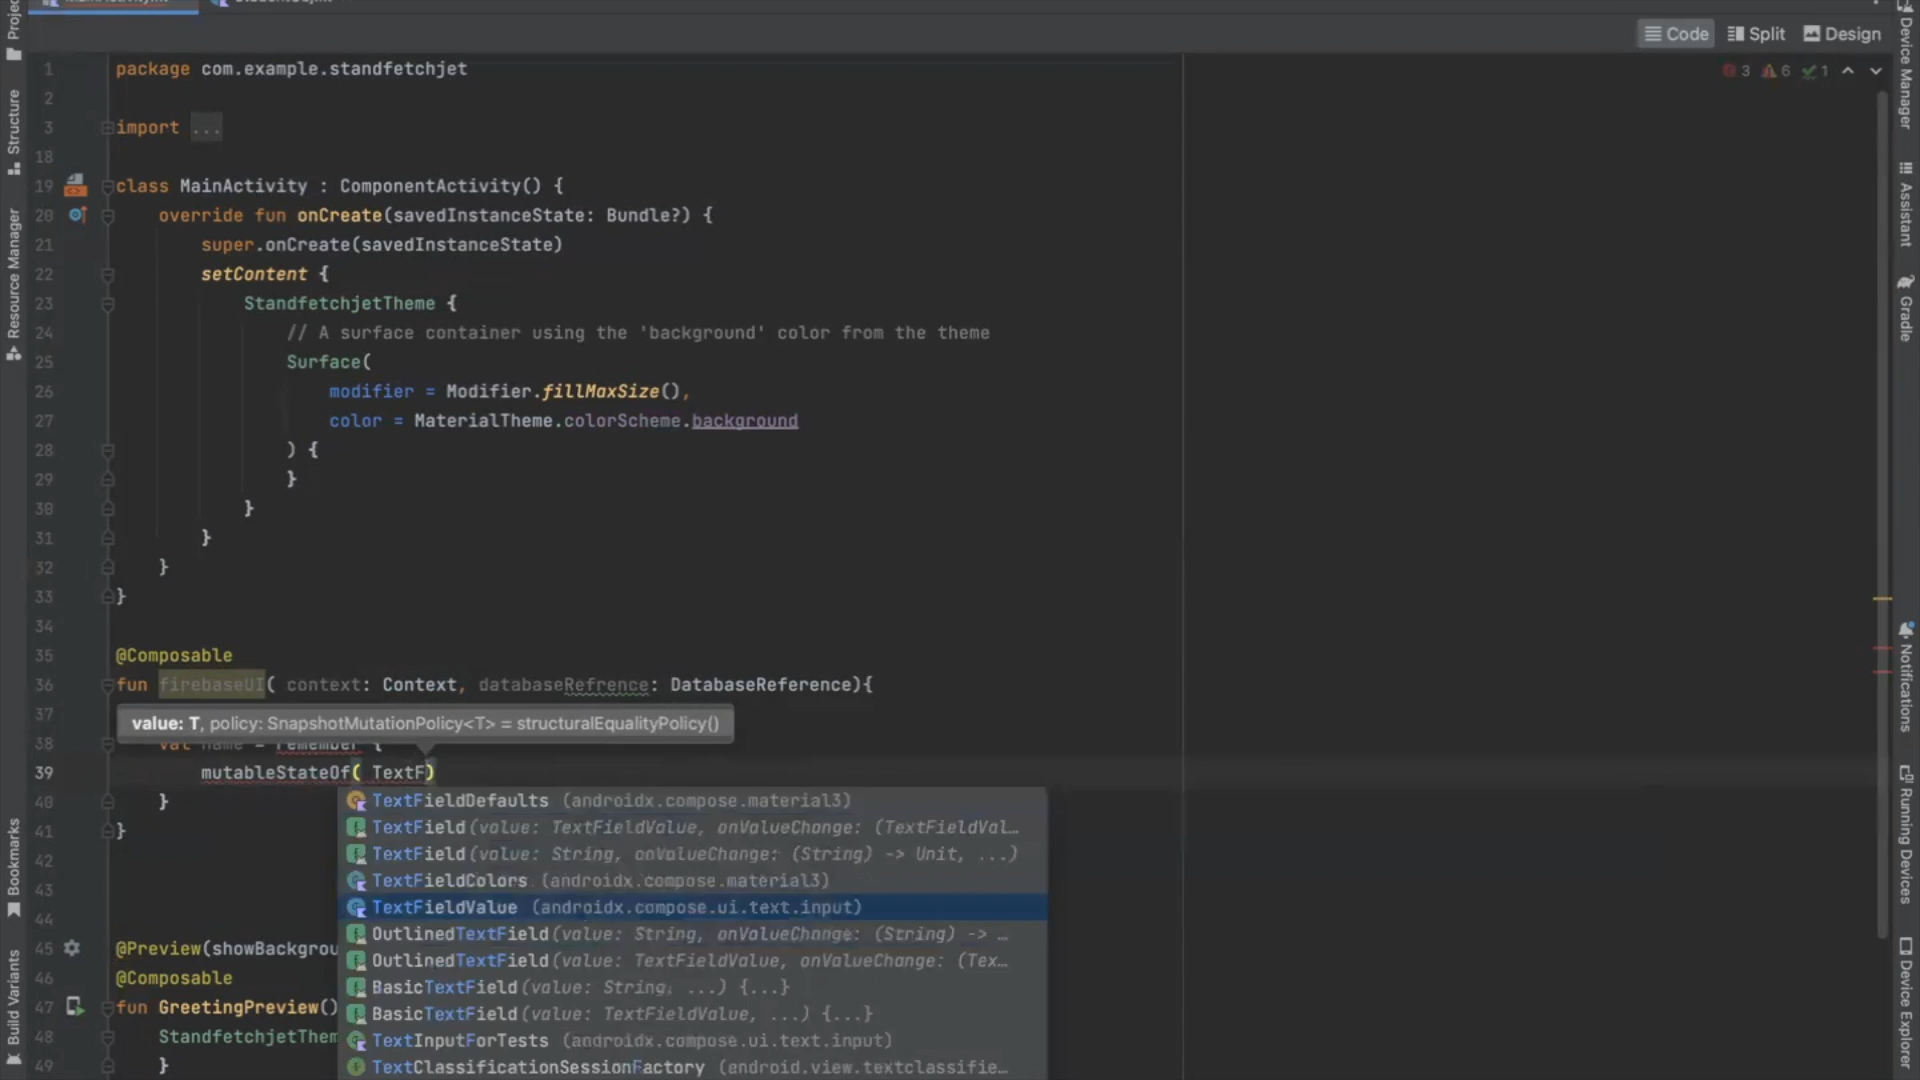 Code
Split
Design
3 6 1
1 package com.example.standfetchjet
2
3 import ...
18
19 class MainActivity : ComponentActivity() {
20 override fun onCreate(savedInstanceState: Bundle?) {
21 super.onCreate(savedInstanceState)
22 setContent {
23 StandfetchjetTheme {
24 // A surface container using the 'background' color from the theme
25 Surface(
26 modifier = Modifier.fillMaxSize(),
27 color = MaterialTheme.colorScheme.background
28 ) {
29 }
30 }
31 }
32 }
33 }
34
35 @Composable
36 fun firebaseUI( context: Context, databaseRefrence: DatabaseReference){
37 value: T, policy: SnapshotMutationPolicy<T> = structuralEqualityPolicy()
38 val name = remember {
39 mutableStateOf( TextF)
40 }
41 }
42
43
44
45 @Preview(showBackgrou
46 @Composable
47 fun GreetingPreview()
48 StandfetchjetThem
49 }
TextFieldDefaults (androidx.compose.material3)
TextField(value: TextFieldValue, onValueChange: (TextFieldVal…
TextField(value: String, onValueChange: (String) -> Unit, ...)
TextFieldColors (androidx.compose.material3)
TextFieldValue (androidx.compose.ui.text.input)
OutlinedTextField(value: String, onValueChange: (String) -> …
OutlinedTextField(value: TextFieldValue, onValueChange: (Tex…
BasicTextField(value: String, ...) {...}
BasicTextField(value: TextFieldValue, ...) {...}
TextInputForTests (androidx.compose.ui.text.input)
TextClassificationSessionFactory (android.view.textclassifie…
Structure
Resource Manager
Bookmarks
Build Variants
Device Manager
Assistant
Gradle
Notifications
Running Devices
Device Explorer